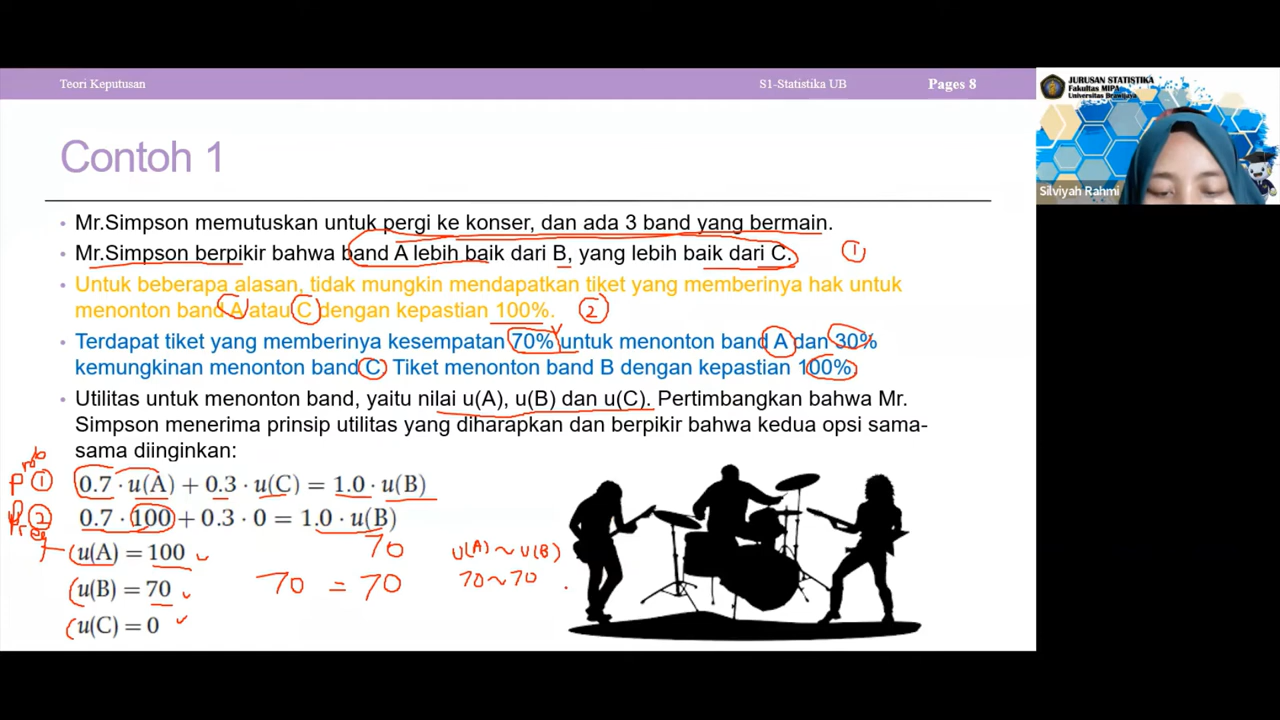 Teori Keputusan
S1-Statistika UB
Pages 8
JURUSAN STATISTIKA
Fakultas MIPA
Universitas Brawijaya
Silviyah Rahmi
Contoh 1
• Mr.Simpson memutuskan untuk pergi ke konser, dan ada 3 band yang bermain.
• Mr.Simpson berpikir bahwa band A lebih baik dari B, yang lebih baik dari C. 1
• Untuk beberapa alasan, tidak mungkin mendapatkan tiket yang memberinya hak untuk
menonton band A atau C dengan kepastian 100%. 2
• Terdapat tiket yang memberinya kesempatan 70% untuk menonton band A dan 30%
kemungkinan menonton band C. Tiket menonton band B dengan kepastian 100%.
• Utilitas untuk menonton band, yaitu nilai u(A), u(B) dan u(C). Pertimbangkan bahwa Mr.
Simpson menerima prinsip utilitas yang diharapkan dan berpikir bahwa kedua opsi sama-
sama diinginkan:
Prob 1 0.7 · u(A) + 0.3 · u(C) = 1.0 · u(B)
2 0.7 · 100 + 0.3 · 0 = 1.0 · u(B)
u(A) = 100
70
u(A) ~ u(B)
u(B) = 70
70 = 70
70 ~ 70
u(C) = 0